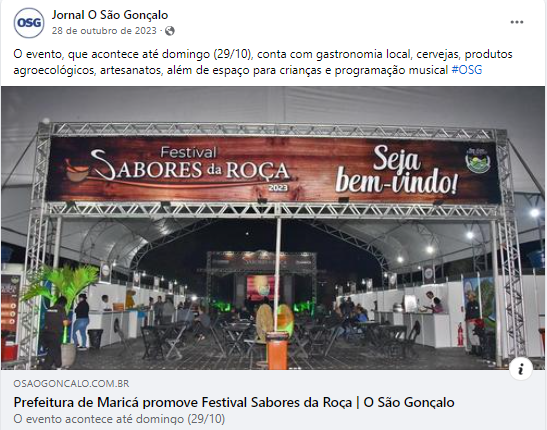 OSG
Jornal O São Gonçalo
28 de outubro de 2023 ·
O evento, que acontece até domingo (29/10), conta com gastronomia local, cervejas, produtos
agroecológicos, artesanatos, além de espaço para crianças e programação musical #OSG
Festival
SABORES DA ROÇA
2023
Seja
bem-vindo!
OSAOGONCALO.COM.BR
Prefeitura de Maricá promove Festival Sabores da Roça | O São Gonçalo
O evento acontece até domingo (29/10)